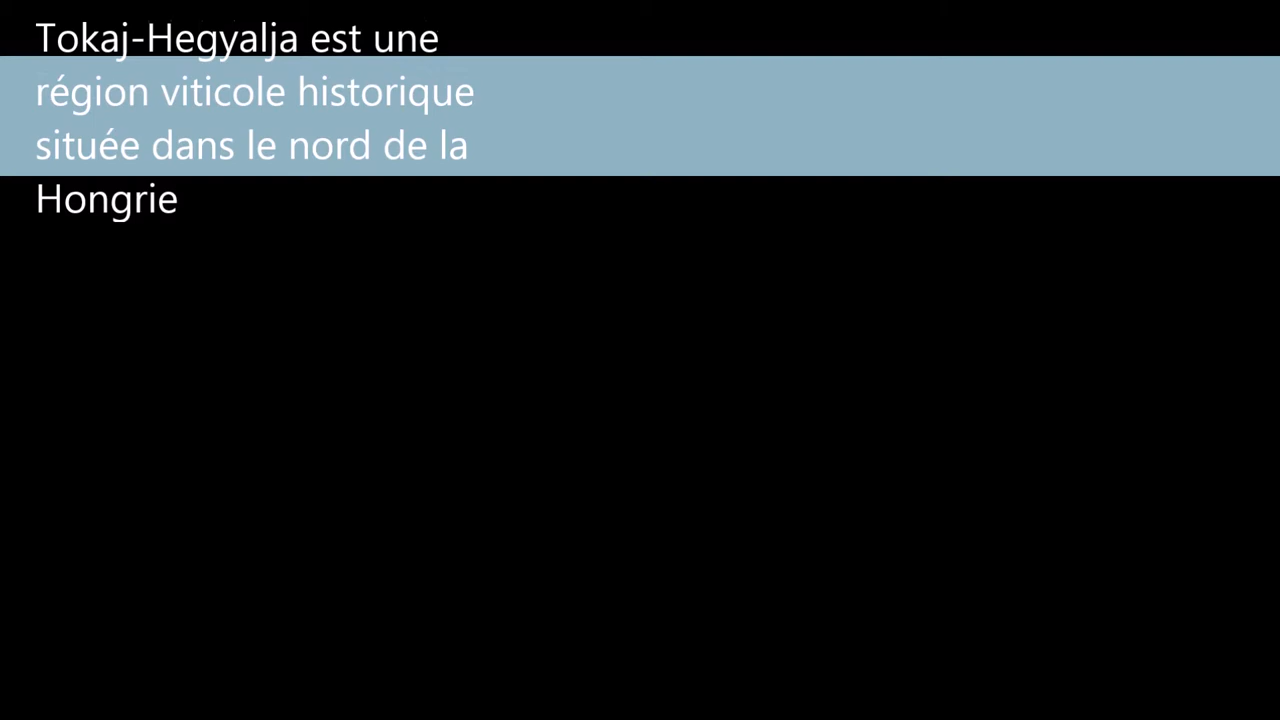 Tokaj-Hegyalja est une
région viticole historique
située dans le nord de la
Hongrie